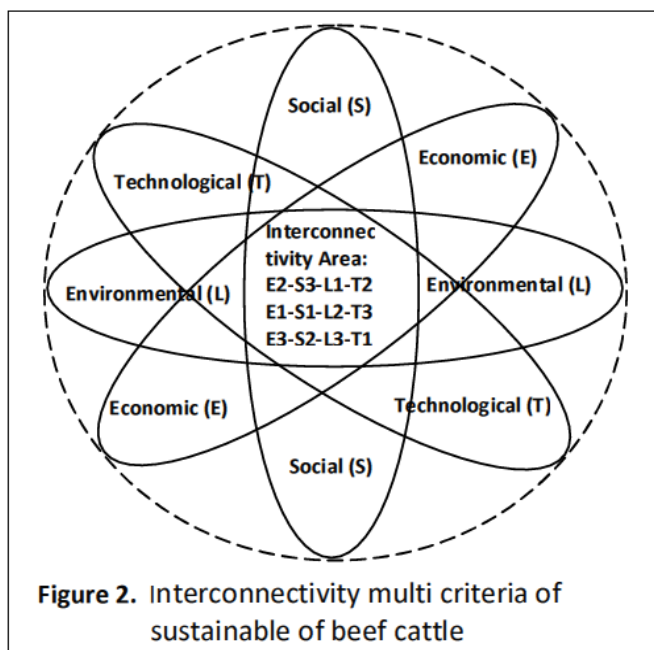 Social (S)
Economic (E)
Technological (T)
Interconnec
tivity Area:
E2-S3-L1-T2
E1-S1-L2-T3
E3-S2-L3-T1
Environmental (L)
Environmental (L)
Economic (E)
Technological (T)
Social (S)
Figure 2. Interconnectivity multi criteria of
sustainable of beef cattle